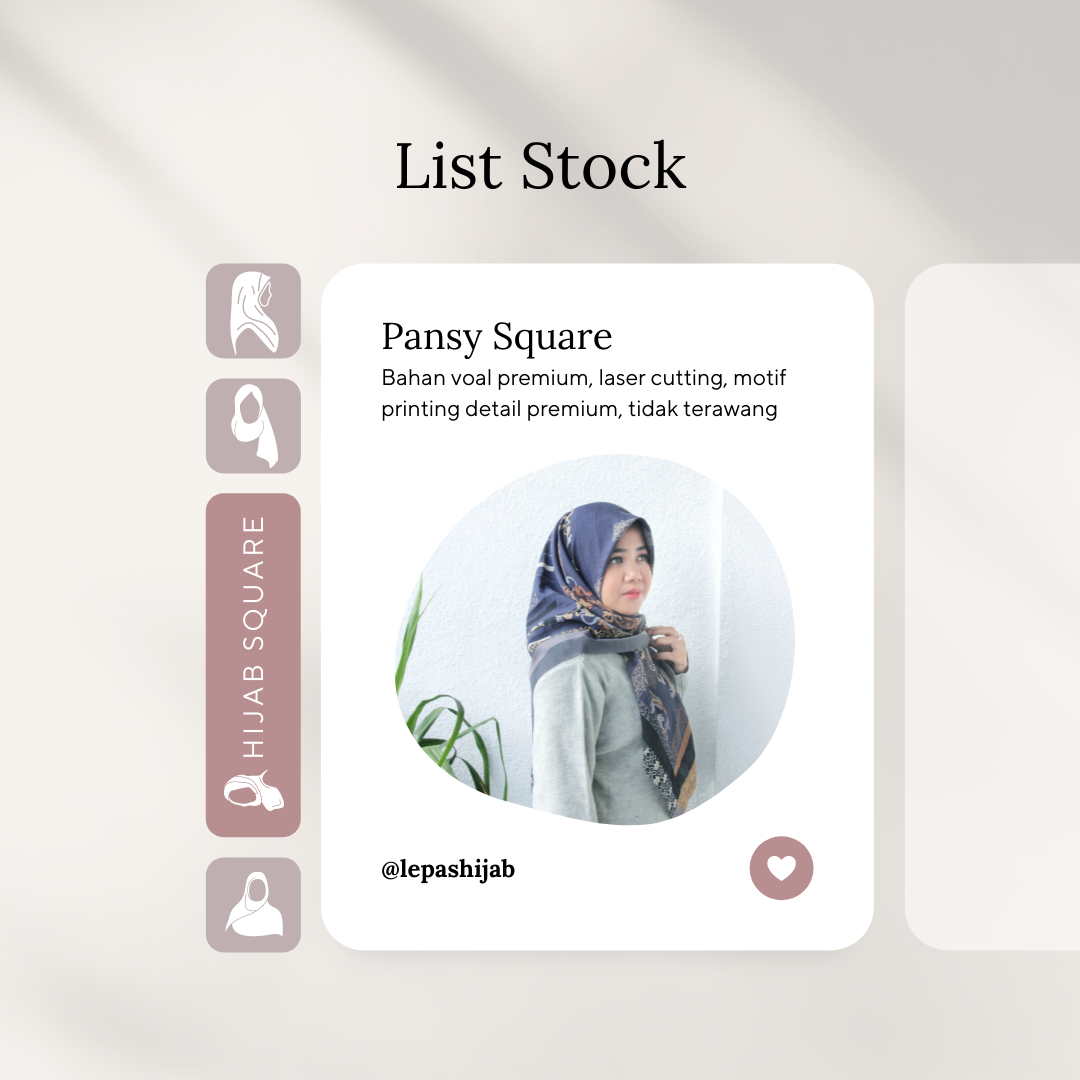 List Stock
Pansy Square
Bahan voal premium, laser cutting, motif
printing detail premium, tidak terawang
HIJAB SQUARE
@lepashijab